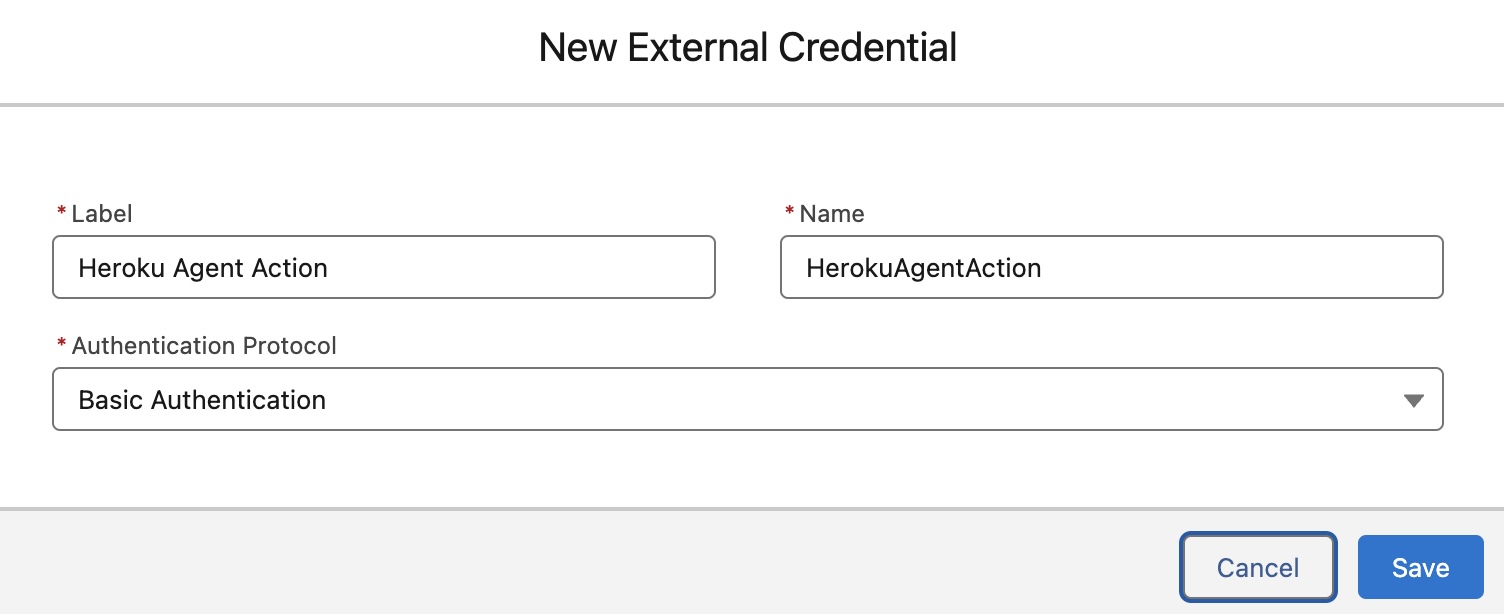 New External Credential
* Label
* Name
Heroku Agent Action
HerokuAgentAction
* Authentication Protocol
Basic Authentication
Cancel
Save